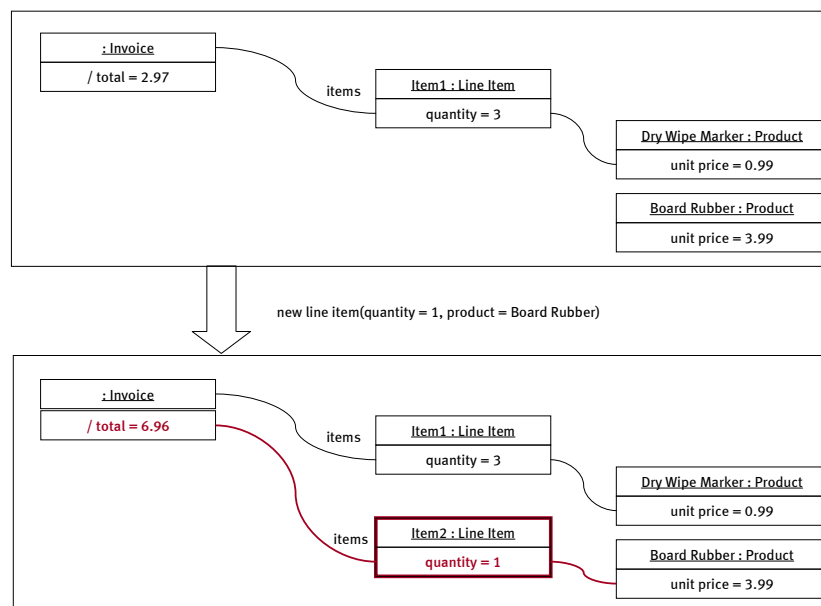 : Invoice
/ total = 2.97
items
Item1 : Line Item
quantity = 3
Dry Wipe Marker : Product
unit price = 0.99
Board Rubber : Product
unit price = 3.99
new line item(quantity = 1, product = Board Rubber)
: Invoice
/ total = 6.96
items
Item1 : Line Item
quantity = 3
Dry Wipe Marker : Product
unit price = 0.99
items
Item2 : Line Item
quantity = 1
Board Rubber : Product
unit price = 3.99